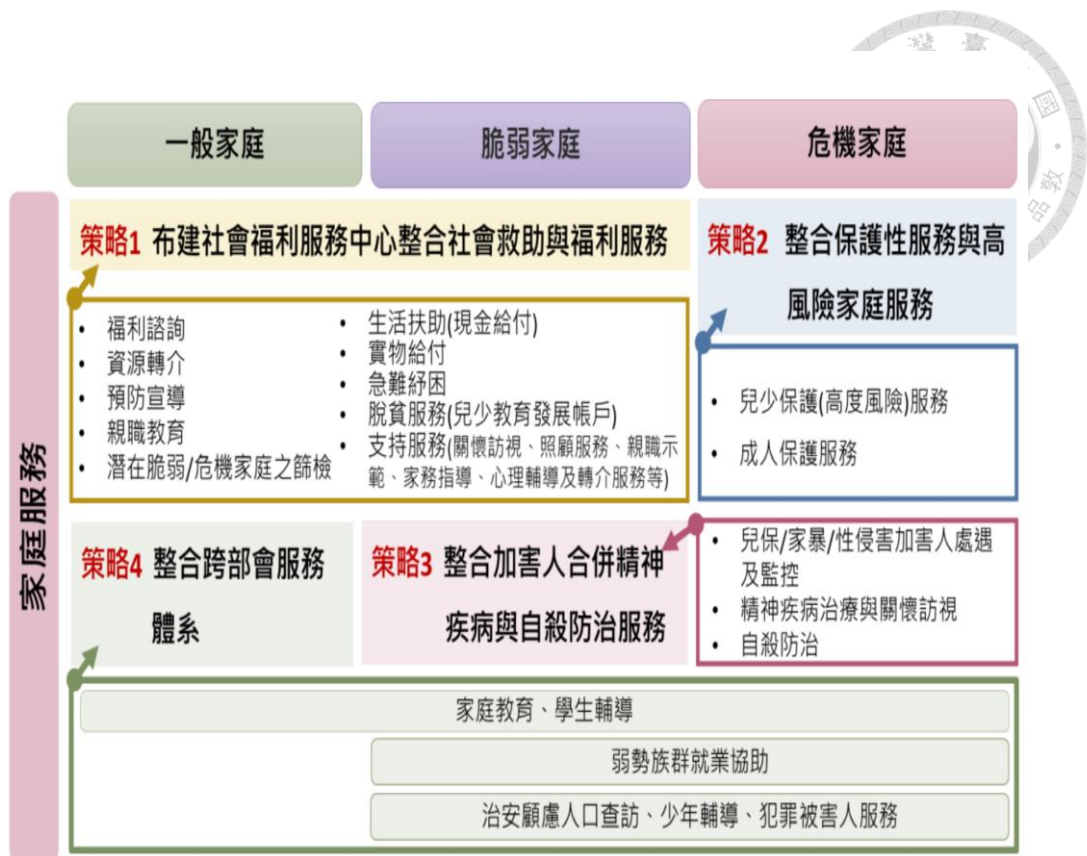 一般家庭
脆弱家庭
危機家庭
家庭服務
策略1 布建社會福利服務中心整合社會救助與福利服務
• 福利諮詢
• 資源轉介
• 預防宣導
• 親職教育
• 潛在脆弱/危機家庭之篩檢
• 生活扶助(現金給付)
• 實物給付
• 急難紓困
• 脫貧服務(兒少教育發展帳戶)
• 支持服務(關懷訪視、照顧服務、親職示
範、家務指導、心理輔導及轉介服務等)
策略2 整合保護性服務與高
風險家庭服務
• 兒少保護(高度風險)服務
• 成人保護服務
策略4 整合跨部會服務
體系
策略3 整合加害人合併精神
疾病與自殺防治服務
• 兒保/家暴/性侵害加害人處遇
及監控
• 精神疾病治療與關懷訪視
• 自殺防治
家庭教育、學生輔導
弱勢族群就業協助
治安顧慮人口查訪、少年輔導、犯罪被害人服務
臺
國
敦
品